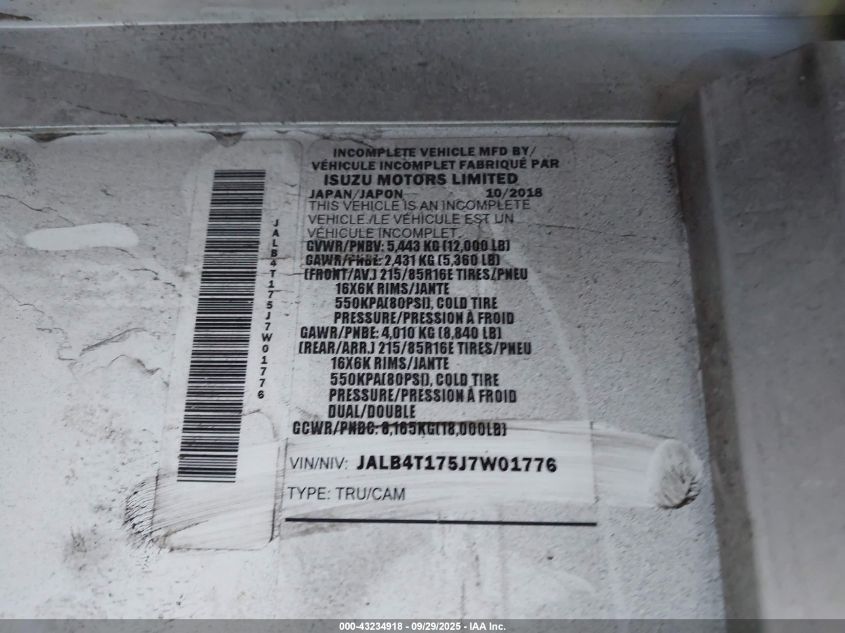 INCOMPLETE VEHICLE MFD BY/
VÉHICULE INCOMPLET FABRIQUÉ PAR
ISUZU MOTORS LIMITED
JAPAN/JAPON 10/2018
THIS VEHICLE IS AN INCOMPLETE
VEHICLE./LE VÉHICULE EST UN
VÉHICULE INCOMPLET.
GVWR/PNBV: 5,443 KG (12,000 LB)
GAWR/PNBE: 2,431 KG (5,360 LB)
(FRONT/AV.) 215/85R16E TIRES/PNEU
16X6K RIMS/JANTE
550KPA(80PSI), COLD TIRE
PRESSURE/PRESSION À FROID
GAWR/PNBE: 4,010 KG (8,840 LB)
(REAR/ARR.) 215/85R16E TIRES/PNEU
16X6K RIMS/JANTE
550KPA(80PSI), COLD TIRE
PRESSURE/PRESSION À FROID
DUAL/DOUBLE
GCWR/PNBC: 8,165KG(18,000LB)
VIN/NIV: JALB4T175J7W01776
TYPE: TRU/CAM
JALB4T175J7W01776
000-43234918 - 09/29/2025 - IAA Inc.